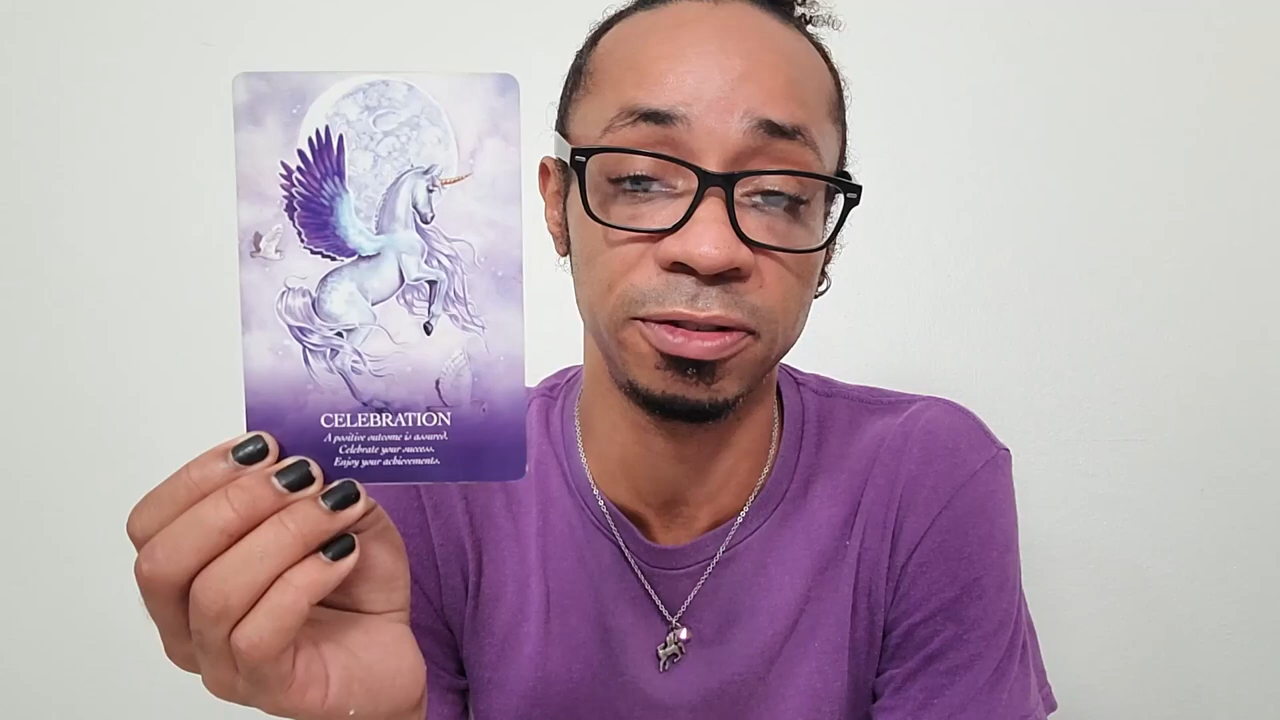 CELEBRATION
A positive outcome is assured.
Celebrate your success.
Enjoy your achievements.